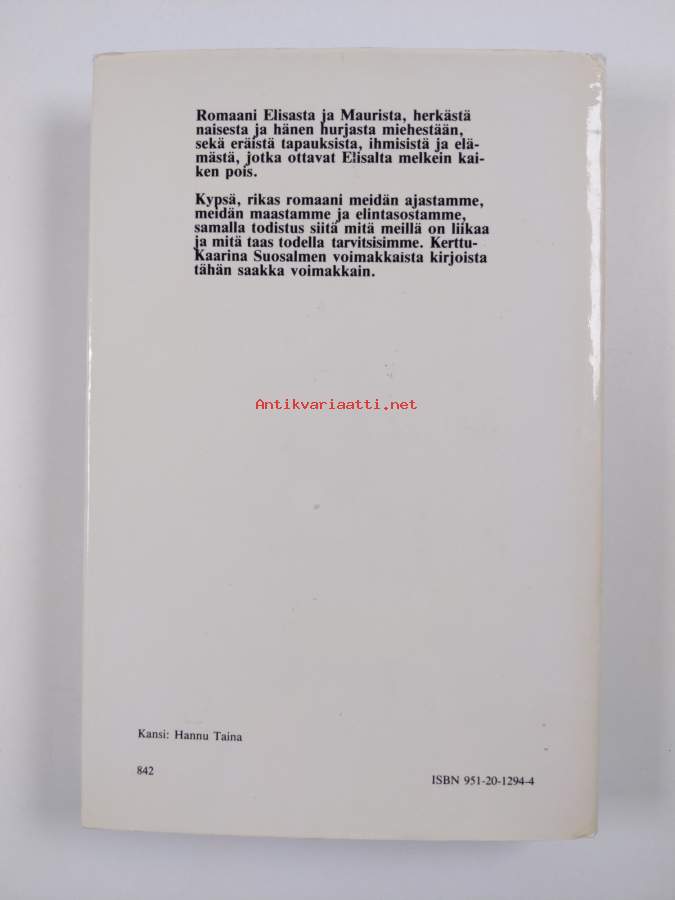 Romaani Elisasta ja Maurista, herkästä
naisesta ja hänen hurjasta miehestään,
sekä eräistä tapauksista, ihmisistä ja elä-
mästä, jotka ottavat Elisalta melkein kai-
ken pois.
Kypsä, rikas romaani meidän ajastamme,
meidän maastamme ja elintasostamme,
samalla todistus siitä mitä meillä on liikaa
ja mitä taas todella tarvitsisimme. Kerttu-
Kaarina Suosalmen voimakkaista kirjoista
tähän saakka voimakkain.
Antikvariaatti.net
Kansi: Hannu Taina
842
ISBN 951-20-1294-4